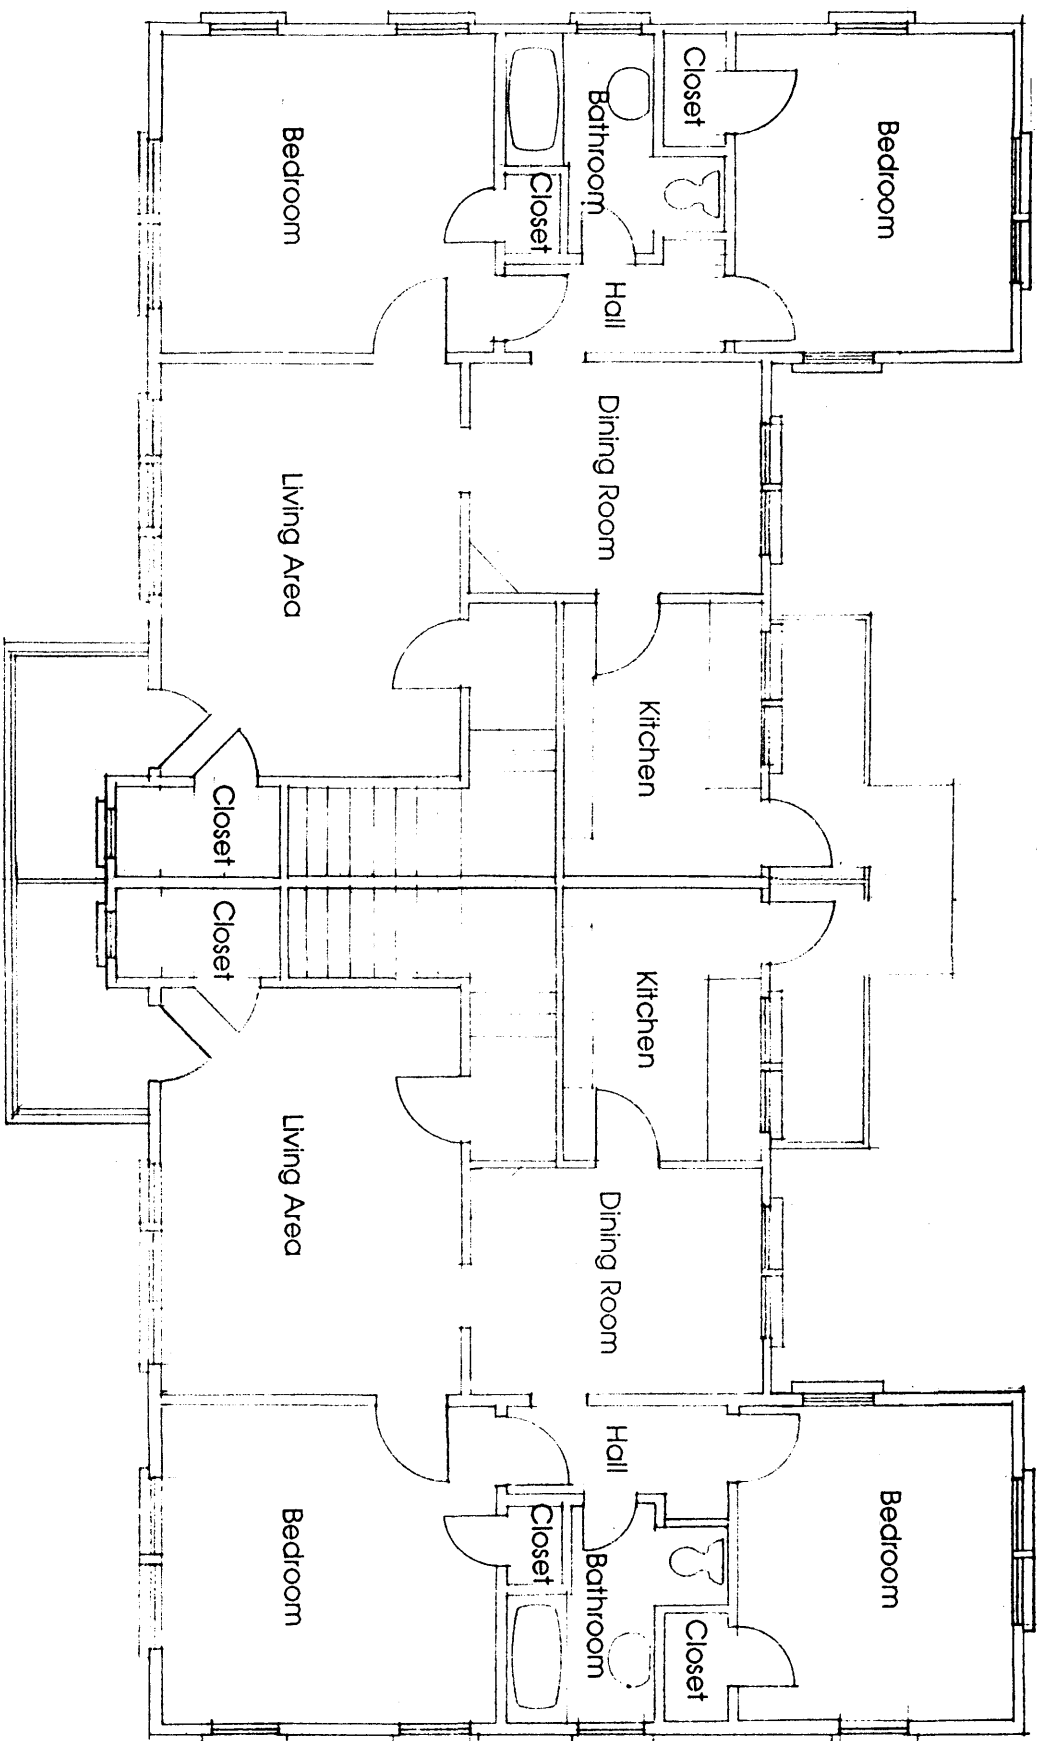 Bedroom
Closet
Bathroom
Closet
Bedroom
Hall
Dining Room
Living Area
Kitchen
Closet
Closet
Kitchen
Living Area
Dining Room
Hall
Bedroom
Closet
Bathroom
Closet
Bedroom